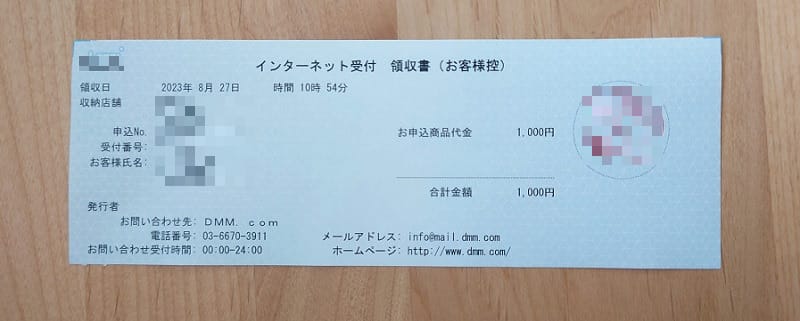 インターネット受付 領収書(お客様控)
領収日 2023年 8月 27日 時間 10時 54分
収納店舗
申込No. お申込商品代金 1,000円
受付番号:
お客様氏名:
合計金額 1,000円
発行者
お問い合わせ先: DMM. com
電話番号: 03-6670-3911 メールアドレス: info@mail.dmm.com
お問い合わせ受付時間: 00:00-24:00 ホームページ: http://www.dmm.com/